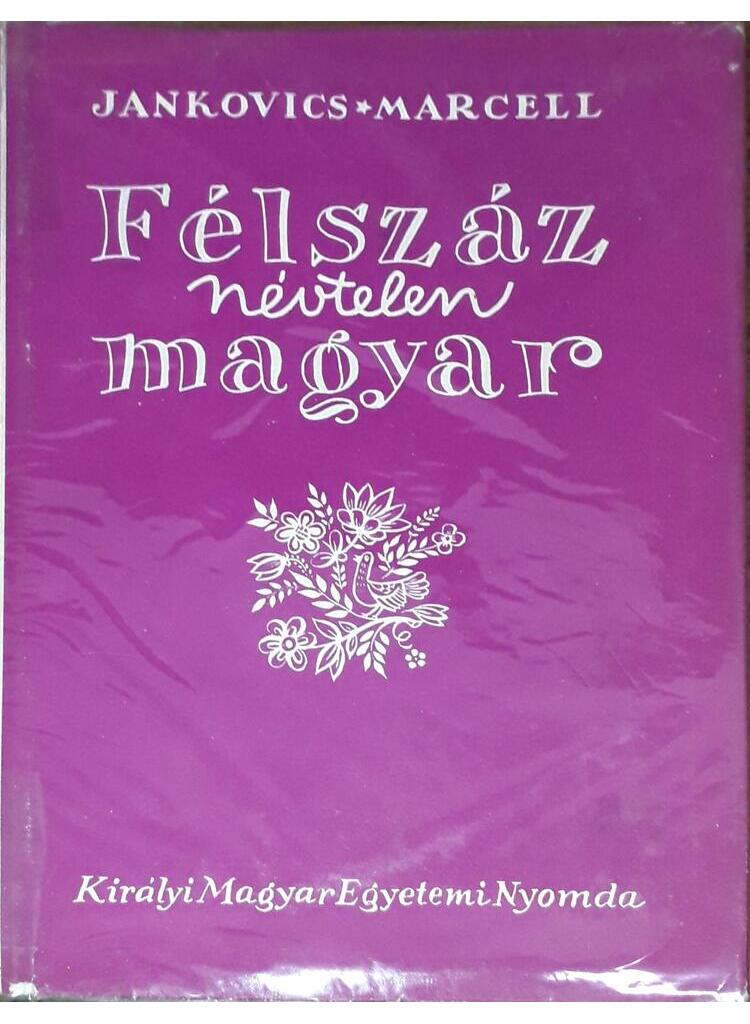 JANKOVICS★MARCELL
Félszáz
névtelen
magyar
Királyi Magyar Egyetemi Nyomda